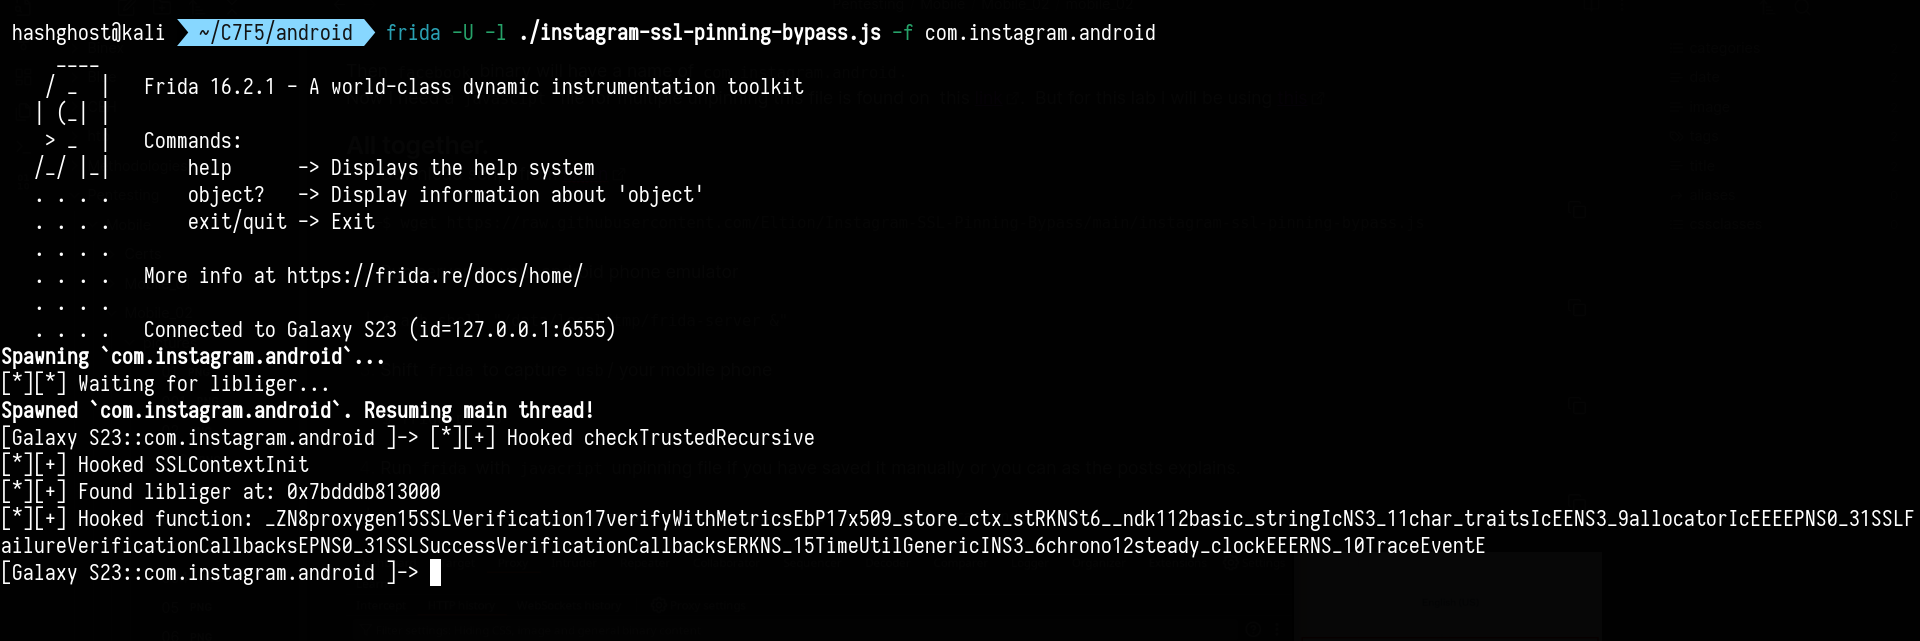 hashghost@kali ~/C7F5/android frida -U -l ./instagram-ssl-pinning-bypass.js -f com.instagram.android
     ____
    / _  |   Frida 16.2.1 - A world-class dynamic instrumentation toolkit
   | (_| |
    > _  |   Commands:
   /_/ |_|       help      -> Displays the help system
   . . . .       object?   -> Display information about 'object'
   . . . .       exit/quit -> Exit
   . . . .
   . . . .   More info at https://frida.re/docs/home/
   . . . .
   . . . .   Connected to Galaxy S23 (id=127.0.0.1:6555)
Spawning `com.instagram.android`...
[*][*] Waiting for libliger...
Spawned `com.instagram.android`. Resuming main thread!
[Galaxy S23::com.instagram.android ]-> [*][+] Hooked checkTrustedRecursive
[*][+] Hooked SSLContextInit
[*][+] Found libliger at: 0x7bdddb813000
[*][+] Hooked function: _ZN8proxygen15SSLVerification17verifyWithMetricsEbP17x509_store_ctx_stRKNSt6__ndk112basic_stringIcNS3_11char_traitsIcEENS3_9allocatorIcEEEEPNS0_31SSLF
ailureVerificationCallbacksEPNS0_31SSLSuccessVerificationCallbacksERKNS_15TimeUtilGenericINS3_6chrono12steady_clockEEERNS_10TraceEventE
[Galaxy S23::com.instagram.android ]->